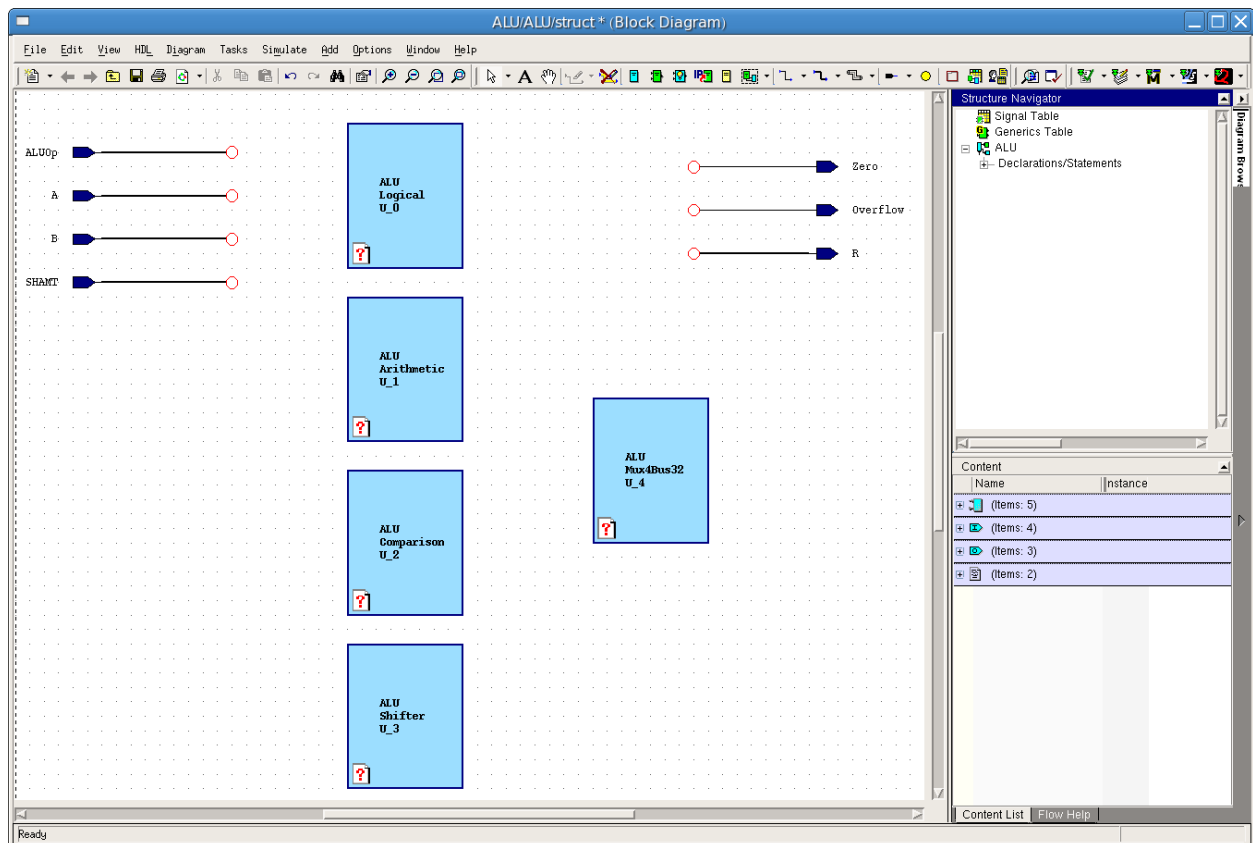 ALU/ALU/struct * (Block Diagram)
File Edit View HDL Diagram Tasks Simulate Add Options Window Help
Structure Navigator
Signal Table
Generics Table
ALU
Declarations/Statements
Diagram Brows
ALUOp
A
B
SHAMT
ALU
Logical
U_0
Zero
Overflow
R
ALU
Arithmetic
U_1
ALU
Mux4Bus32
U_4
ALU
Comparison
U_2
ALU
Shifter
U_3
Content
Name nstance
(Items: 5)
(Items: 4)
(Items: 3)
(Items: 2)
Content List Flow Help
Ready